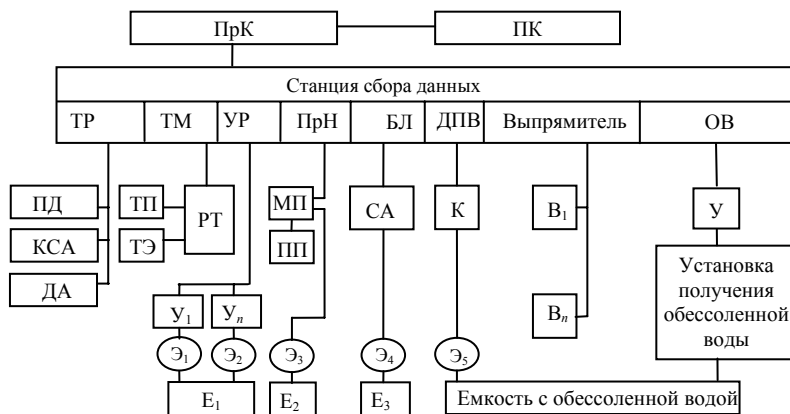 ПрК ПК
Станция сбора данных
ТР ТМ УР ПрН БЛ ДПВ Выпрямитель ОВ
ПД ТП РТ МП СА К В1 У
КСА ТЭ ПП
ДА
Установка
получения
обессоленной
воды
У1 Уn Вn
Э1 Э2 Э3 Э4 Э5
Е1 Е2 Е3 Емкость с обессоленной водой